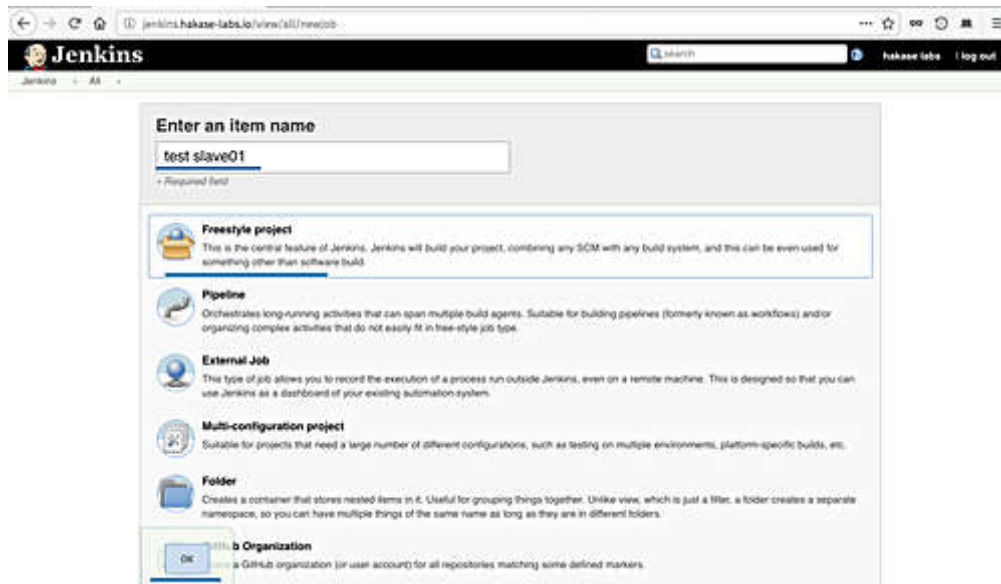 jenkins.hakase-labs.io/view/all/newJob
Jenkins
search
hakase labs
log out
Jenkins
All
Enter an item name
test slave01
» Required field
Freestyle project
This is the central feature of Jenkins. Jenkins will build your project, combining any SCM with any build system, and this can be even used for
something other than software build.
Pipeline
Orchestrates long-running activities that can span multiple build agents. Suitable for building pipelines (formerly known as workflows) and/or
organizing complex activities that do not easily fit in free-style job type.
External Job
This type of job allows you to record the execution of a process run outside Jenkins, even on a remote machine. This is designed so that you can
use Jenkins as a dashboard of your existing automation system.
Multi-configuration project
Suitable for projects that need a large number of different configurations, such as testing on multiple environments, platform-specific builds, etc.
Folder
Creates a container that stores nested items in it. Useful for grouping things together. Unlike view, which is just a filter, a folder creates a separate
namespace, so you can have multiple things of the same name as long as they are in different folders.
b Organization
OK
a GitHub organization (or user account) for all repositories matching some defined markers.